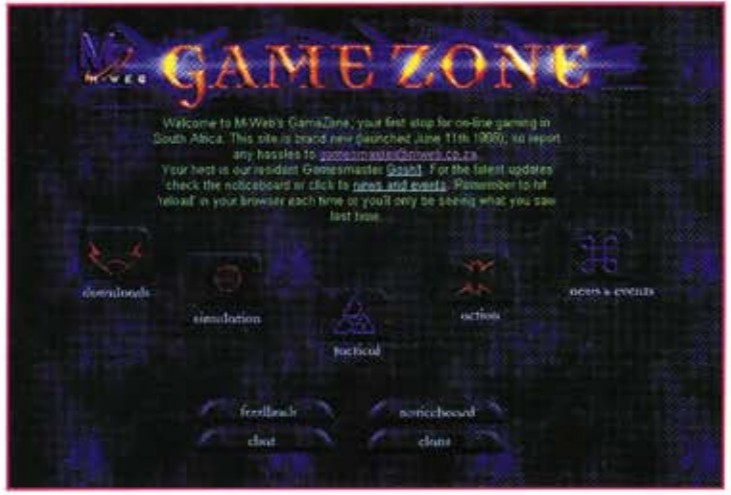 M-WEB
GAME ZONE
Welcome to M-Web's GameZone, your first stop for on-line gaming in
South Africa. This site is brand new (launched June 11th 1998), so report
any hassles to gamesmaster@mweb.co.za.
Your host is our resident Gamesmaster For the latest updates
check the noticeboard or click to news and events. Remember to hit
'reload' in your browser each time or you'll only be seeing what you saw
last time.
downloads
simulation
tactical
action
news & events
feedback
noticeboard
chat
clans